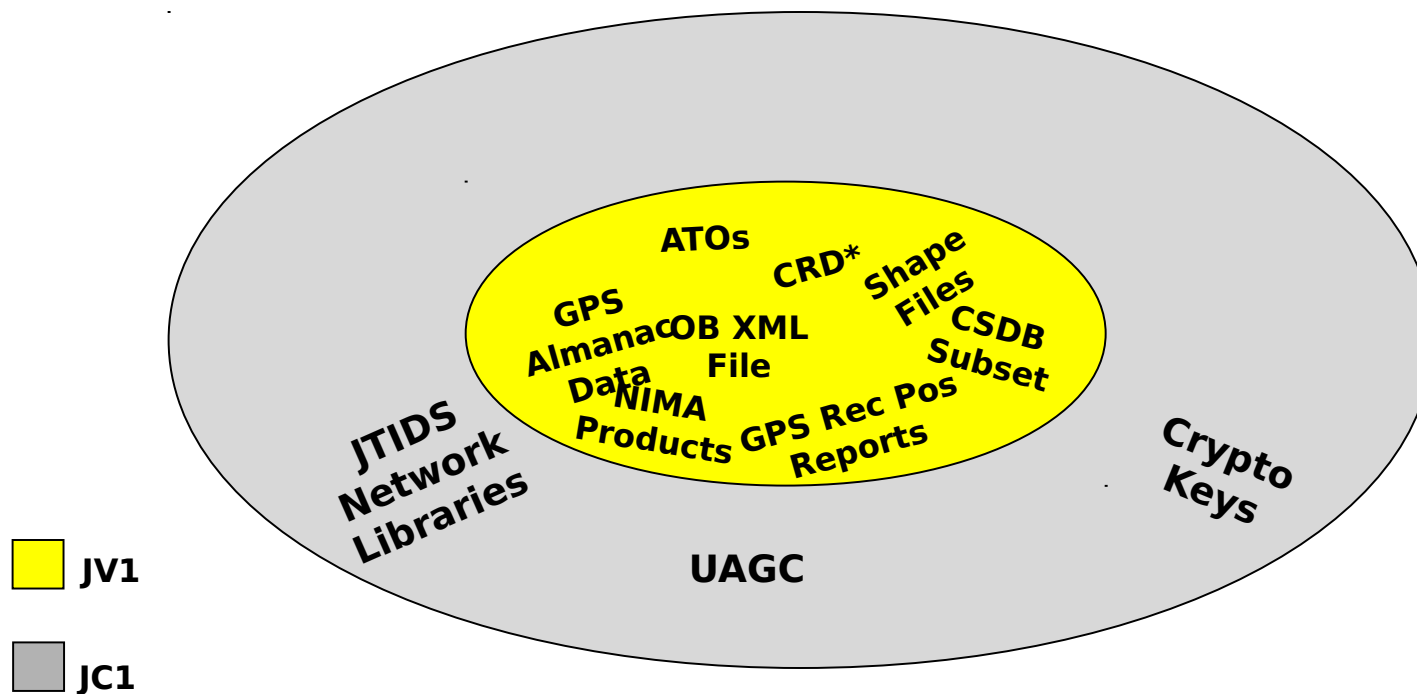 ATOs
CRD*
Shape
Files
GPS
Almanac
Data
OB XML
File
CSDB
Subset
NIMA
Products
GPS Rec Pos
Reports
JTIDS
Network
Libraries
Crypto
Keys
UAGC
JV1
JC1